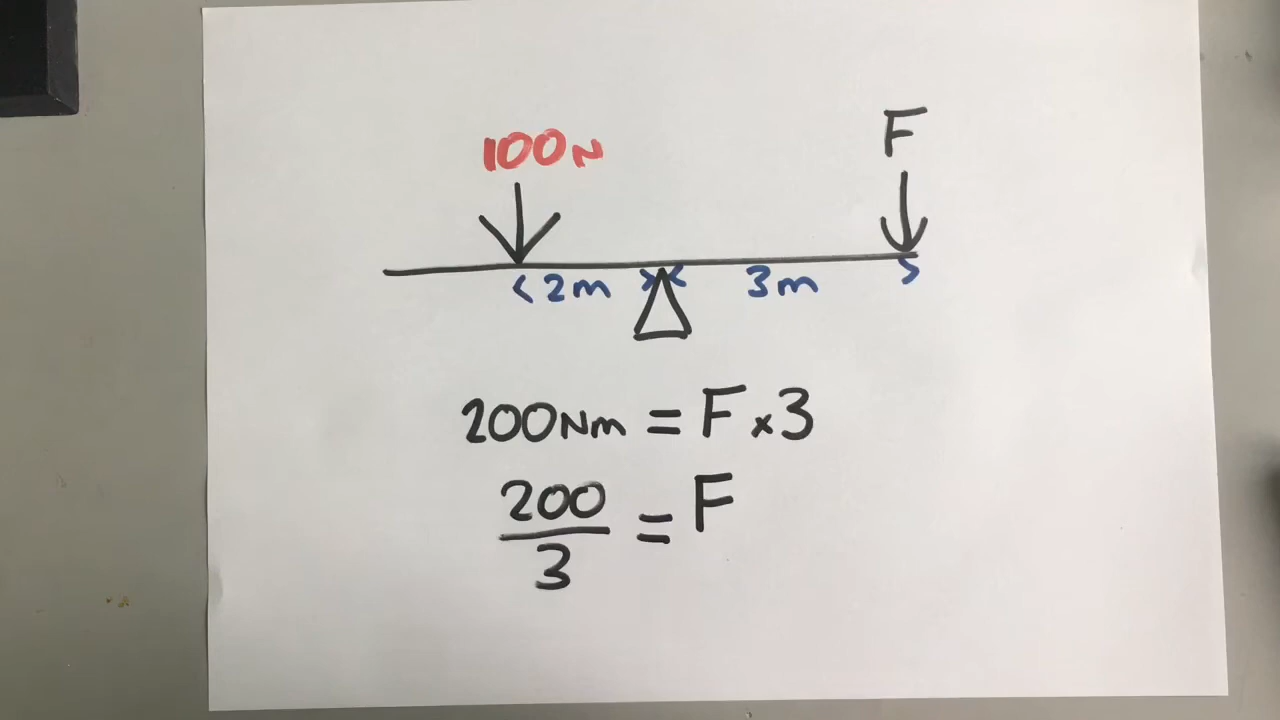 100N F
<2m >< 3m >
200Nm = F×3
200
3
= F